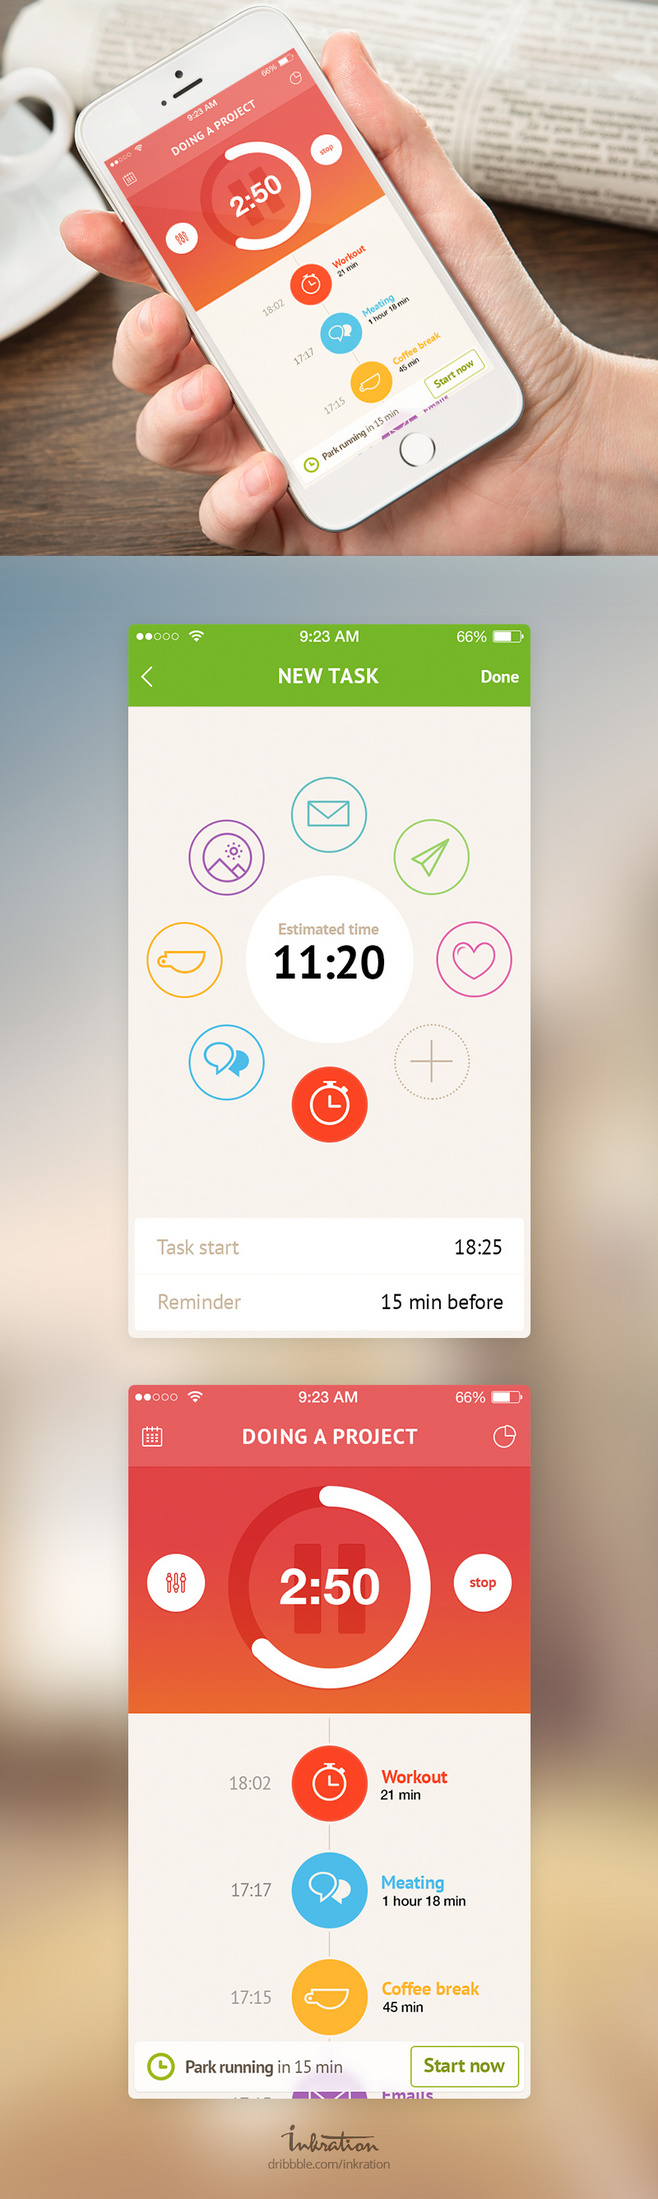 9:23 AM
66%
DOING A PROJECT
2:50
stop
Workout
21 min
18:02
Meating
1 hour 18 min
17:17
Coffee break
45 min
17:15
Park running in 15 min
Start now
Emails
9:23 AM
66%
NEW TASK
Done
Estimated time
11:20
Task start
18:25
Reminder
15 min before
9:23 AM
66%
DOING A PROJECT
2:50
stop
18:02
Workout
21 min
17:17
Meating
1 hour 18 min
17:15
Coffee break
45 min
Park running in 15 min
Start now
Emails
inkration
dribbble.com/inkration